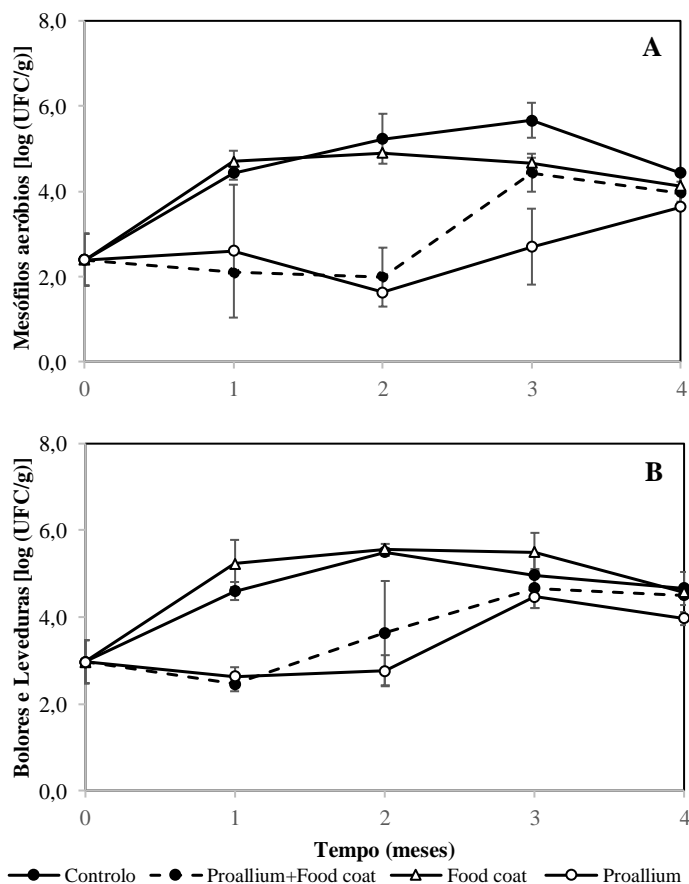 A
Mesófilos aeróbios [log (UFC/g)]
8,0
6,0
4,0
2,0
0,0
0 1 2 3 4
B
Bolores e Leveduras [log (UFC/g)]
8,0
6,0
4,0
2,0
0,0
0 1 2 3 4
Tempo (meses)
Controlo Proallium+Food coat Food coat Proallium